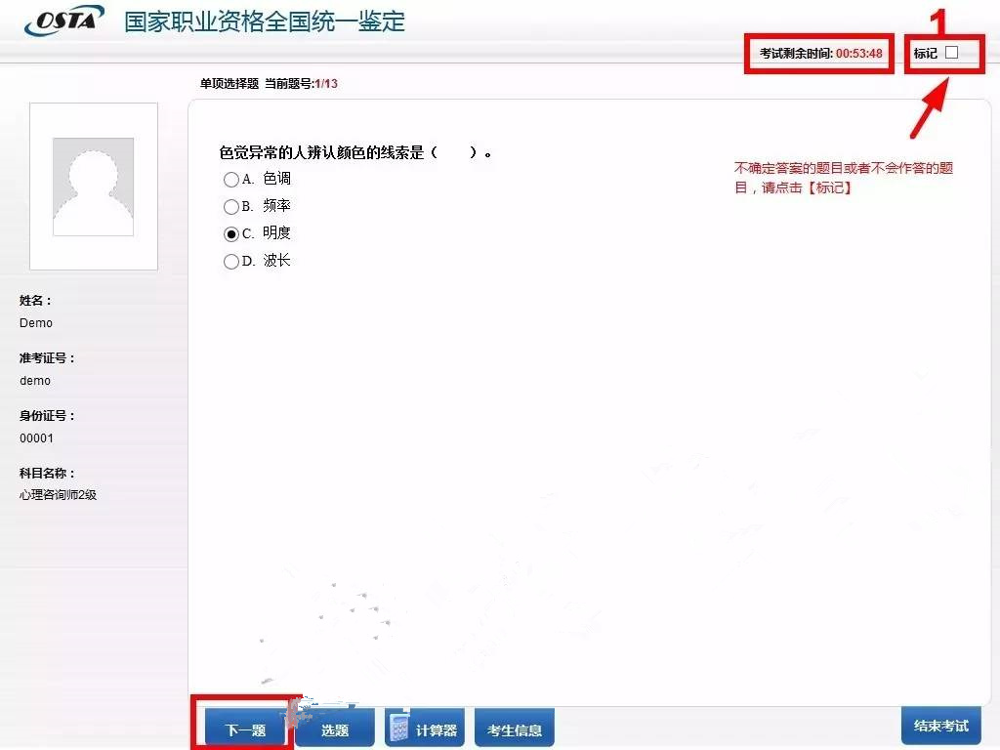 OSTA 国家职业资格全国统一鉴定
1
考试剩余时间: 00:53:48 标记
单项选择题 当前题号:1/13
色觉异常的人辨认颜色的线索是（ ）。
A. 色调
B. 频率
C. 明度
D. 波长
不确定答案的题目或者不会作答的题
目，请点击【标记】
姓名：
Demo
准考证号：
demo
身份证号：
00001
科目名称：
心理咨询师2级
下一题 选题 计算器 考生信息 结束考试